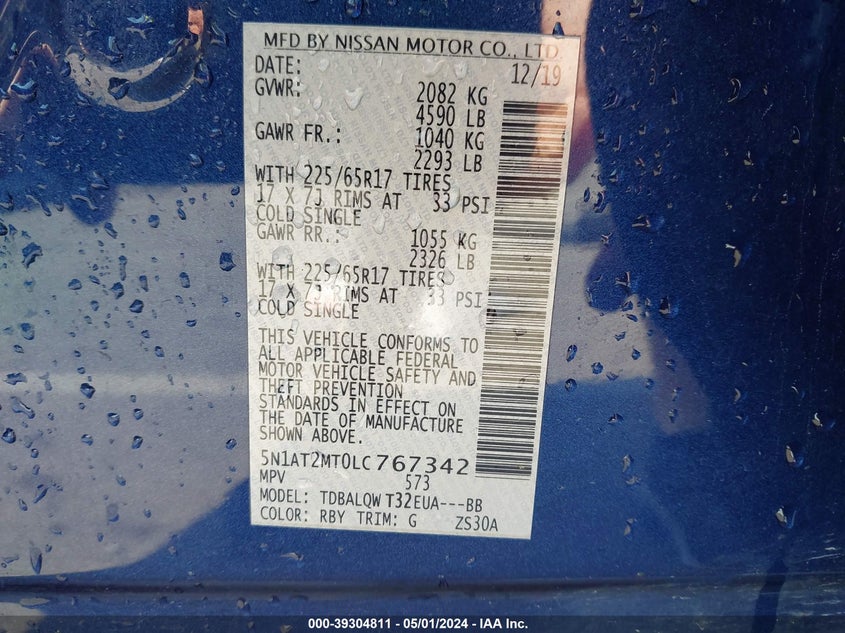 MFD BY NISSAN MOTOR CO., LTD.
DATE: 12/19
GVWR: 2082 KG
4590 LB
GAWR FR.: 1040 KG
2293 LB
WITH 225/65R17 TIRES
17 X 7J RIMS AT 33 PSI
COLD SINGLE
GAWR RR.: 1055 KG
2326 LB
WITH 225/65R17 TIRES
17 X 7J RIMS AT 33 PSI
COLD SINGLE
THIS VEHICLE CONFORMS TO
ALL APPLICABLE FEDERAL
MOTOR VEHICLE SAFETY AND
THEFT PREVENTION
STANDARDS IN EFFECT ON
THE DATE OF MANUFACTURE
SHOWN ABOVE.
5N1AT2MT0LC767342
MPV 573
MODEL: TDBALQW T32EUA---BB
COLOR: RBY TRIM: G ZS30A
000-39304811 - 05/01/2024 - IAA Inc.